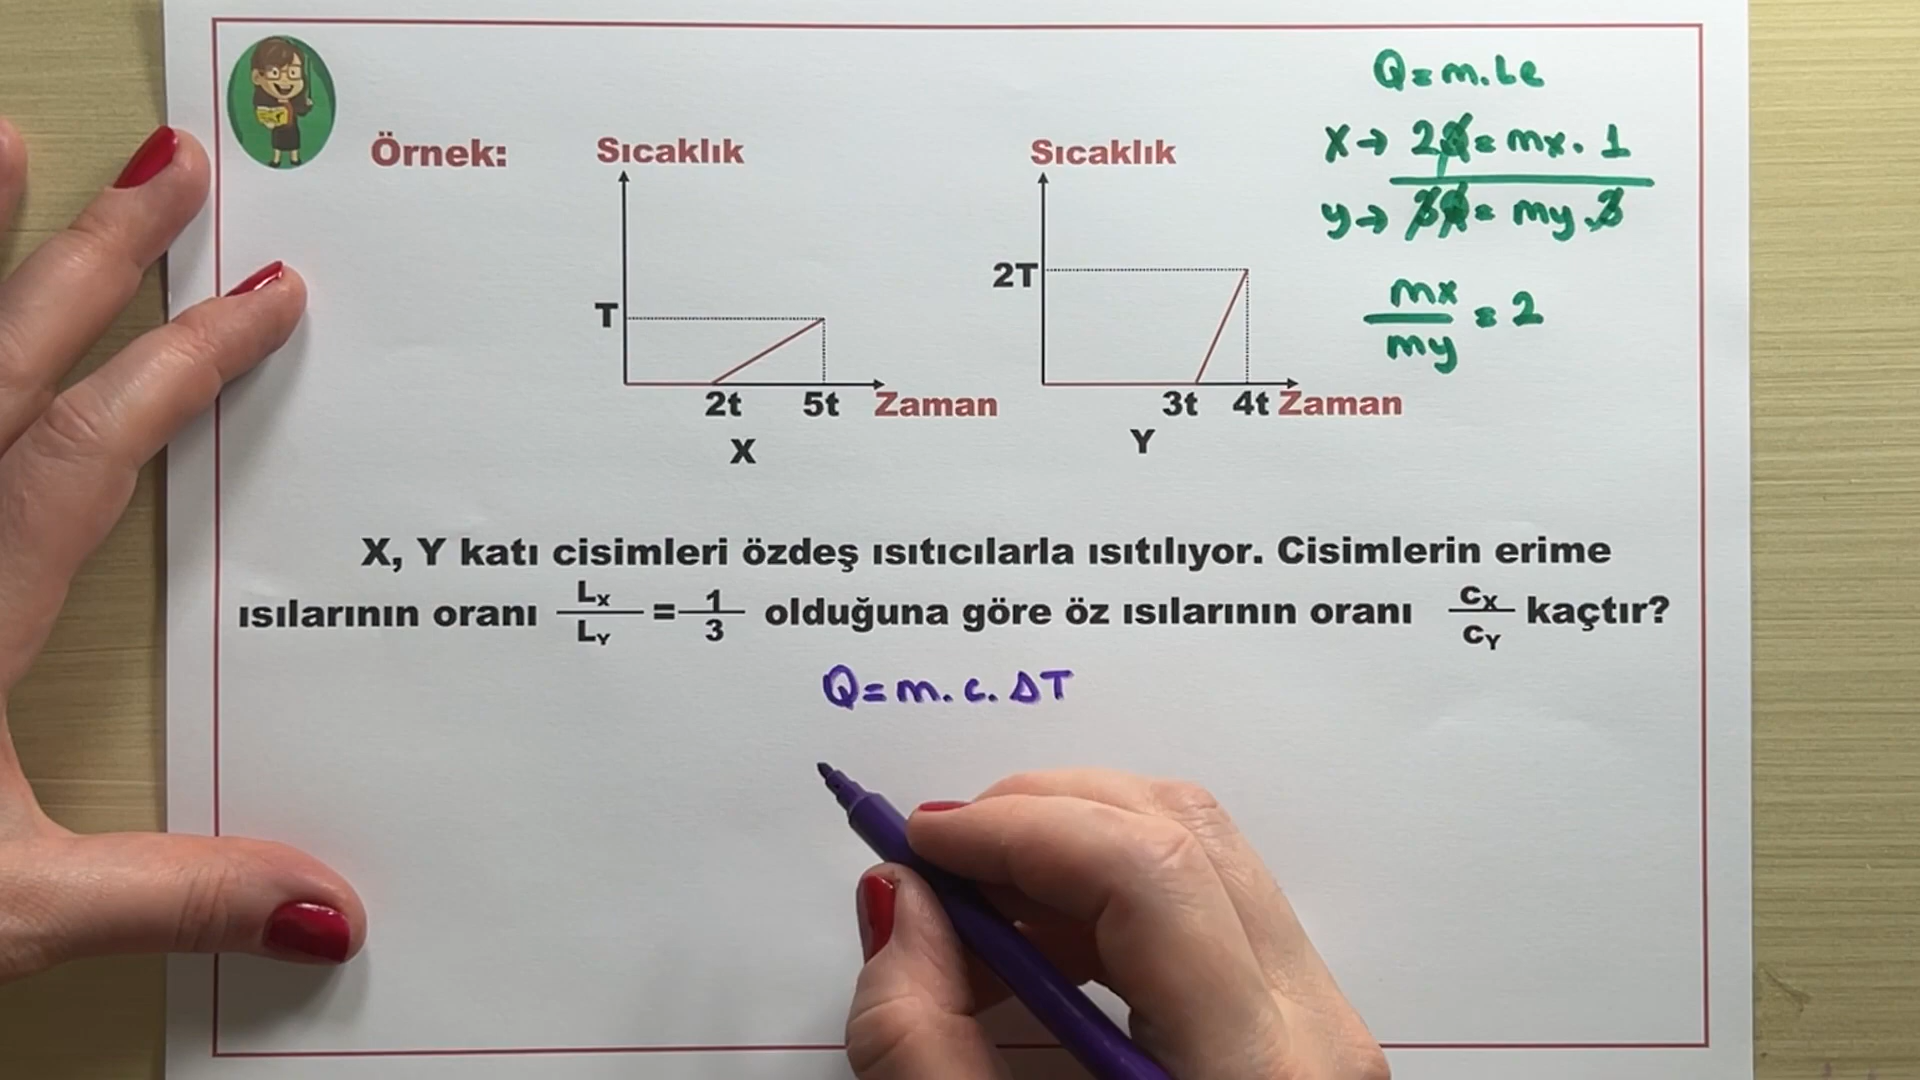 Örnek:
Sıcaklık
T
2t 5t Zaman
X
Sıcaklık
2T
3t 4t Zaman
Y
Q=m.Le
X→ 2Q=mx.1
y→ 3Q=my.3
mx/my=2
X, Y katı cisimleri özdeş ısıtıcılarla ısıtılıyor. Cisimlerin erime
ısılarının oranı LX/LY = 1/3 olduğuna göre öz ısılarının oranı cX/cY kaçtır?
Q=m.c.ΔT